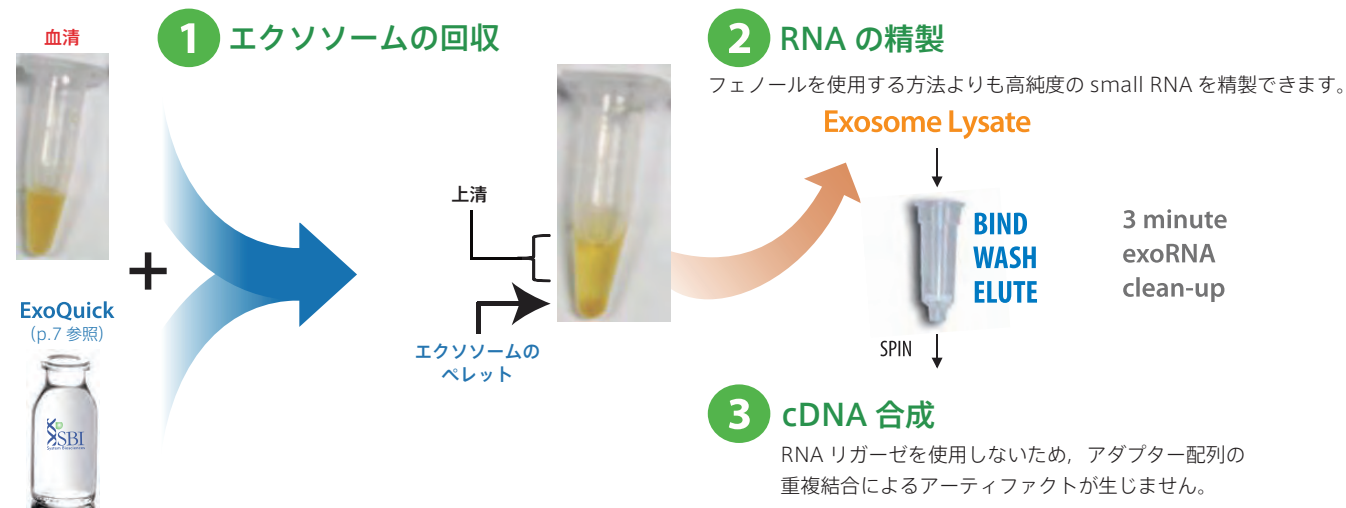 血清
1 エクソソームの回収
上清
エクソソームの
ペレット
ExoQuick
(p.7 参照)
SBI
System Biosciences
2 RNA の精製
フェノールを使用する方法よりも高純度の small RNA を精製できます。
Exosome Lysate
BIND
WASH
ELUTE
3 minute
exoRNA
clean-up
SPIN
3 cDNA 合成
RNA リガーゼを使用しないため，アダプター配列の
重複結合によるアーティファクトが生じません。